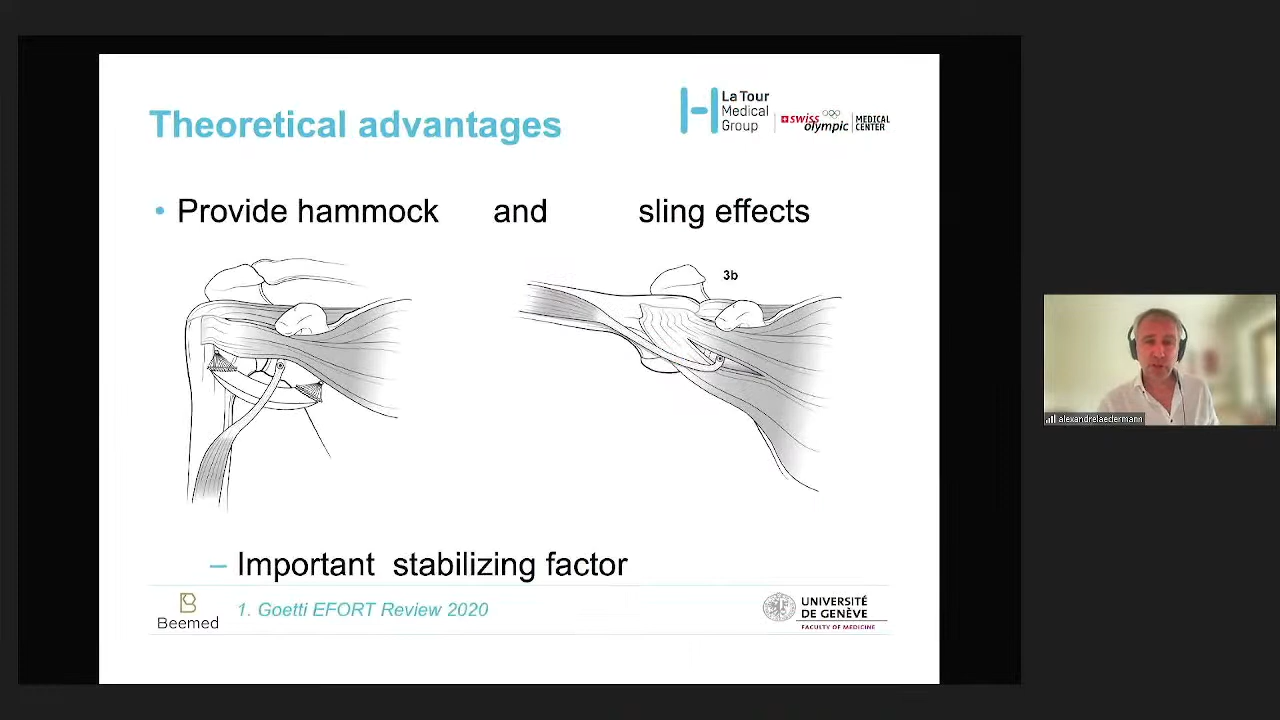 Theoretical advantages
La Tour
Medical
Group
swiss
olympic
MEDICAL
CENTER
• Provide hammock and sling effects
3b
– Important stabilizing factor
1. Goetti EFORT Review 2020
Beemed
UNIVERSITÉ
DE GENÈVE
FACULTY OF MEDICINE
alexandrelaedermann